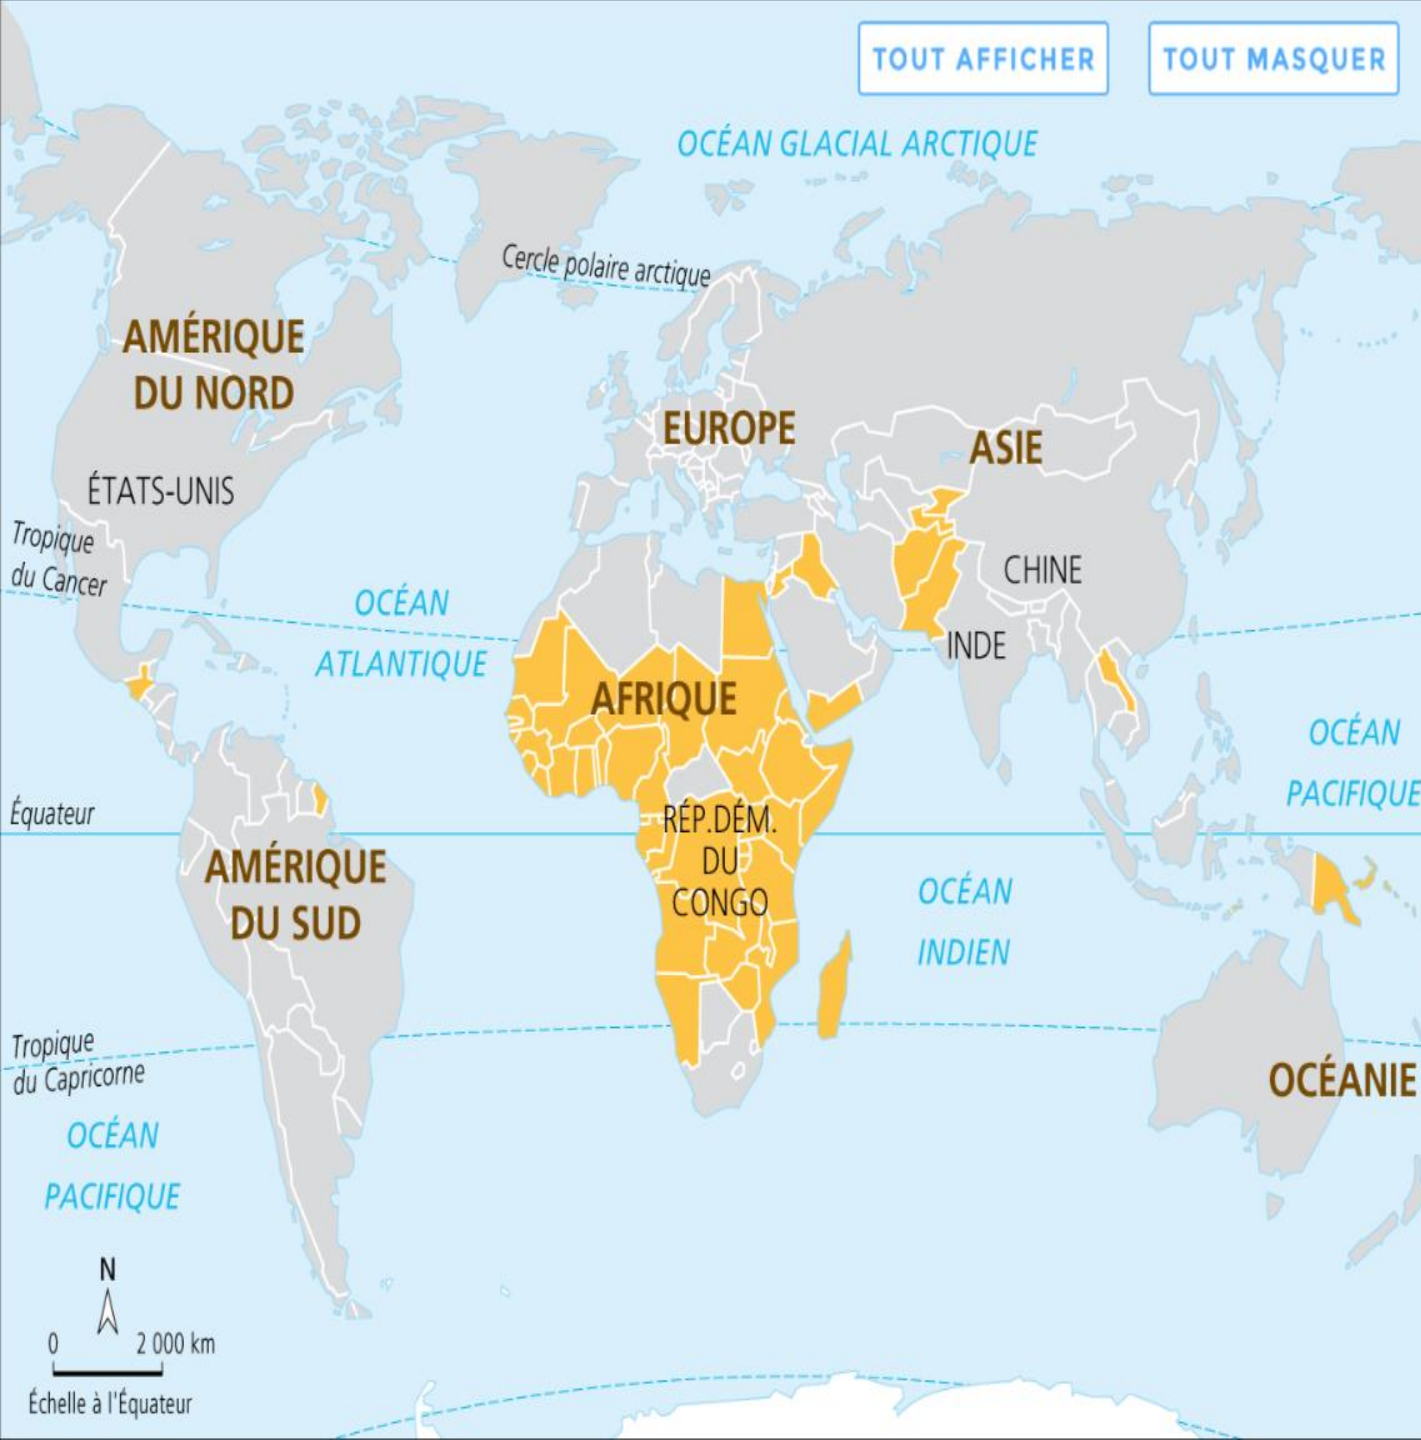 TOUT AFFICHER
TOUT MASQUER
OCÉAN GLACIAL ARCTIQUE
Cercle polaire arctique
AMÉRIQUE
DU NORD
EUROPE
ASIE
ÉTATS-UNIS
Tropique
du Cancer
CHINE
OCÉAN
ATLANTIQUE
INDE
AFRIQUE
OCÉAN
PACIFIQUE
Équateur
RÉP.DÉM.
DU
CONGO
AMÉRIQUE
DU SUD
OCÉAN
INDIEN
Tropique
du Capricorne
OCÉANIE
OCÉAN
PACIFIQUE
N
0 2 000 km
Échelle à l'Équateur